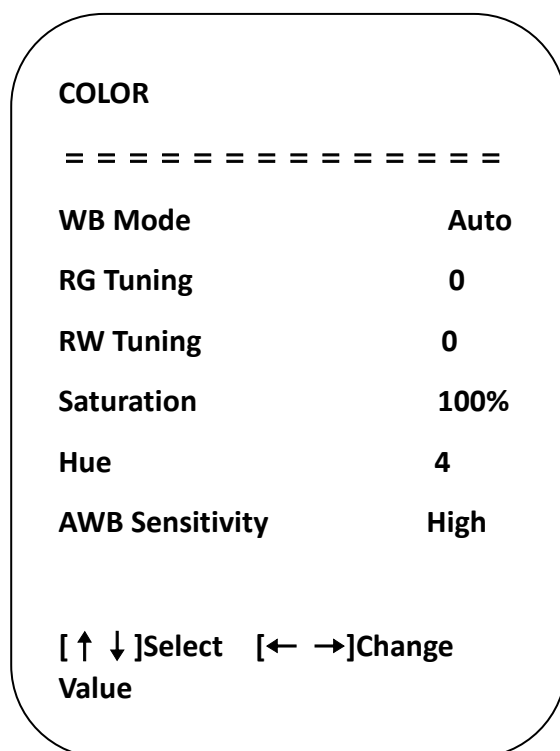 COLOR
= = = = = = = = = = = = = =
WB Mode Auto
RG Tuning 0
RW Tuning 0
Saturation 100%
Hue 4
AWB Sensitivity High
[ ↑ ↓ ]Select [← →]Change
Value